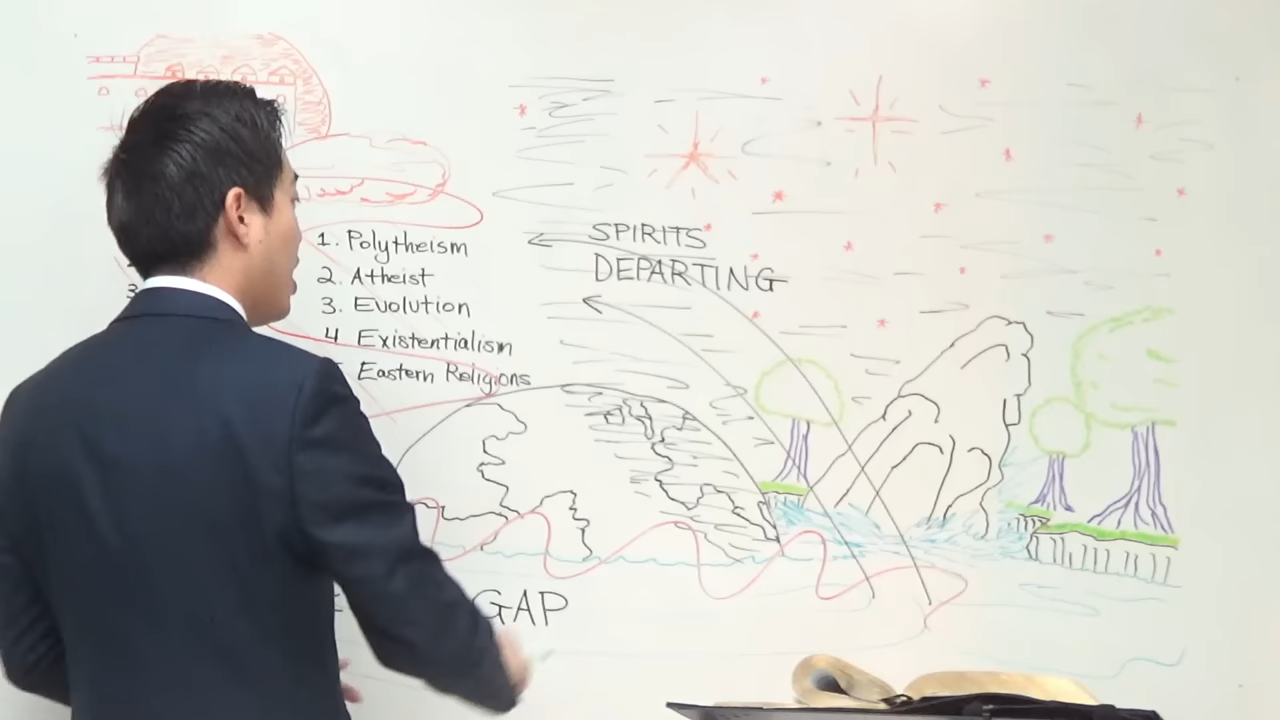 1. Polytheism
2. Atheist
3. Evolution
4 Existentialism
Eastern Religions
SPIRITS
DEPARTING
GAP